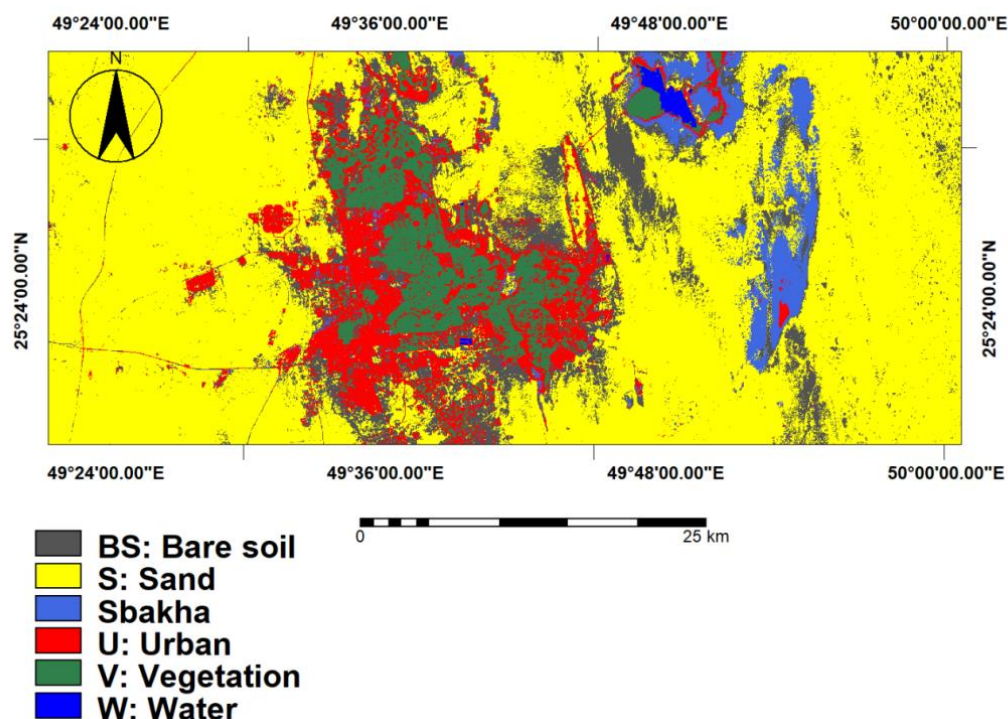 49°24'00.00"E 49°36'00.00"E 49°48'00.00"E 50°00'00.00"E
N
25°24'00.00"N
25°24'00.00"N
49°24'00.00"E 49°36'00.00"E 49°48'00.00"E 50°00'00.00"E
0 25 km
BS: Bare soil
S: Sand
Sbakha
U: Urban
V: Vegetation
W: Water